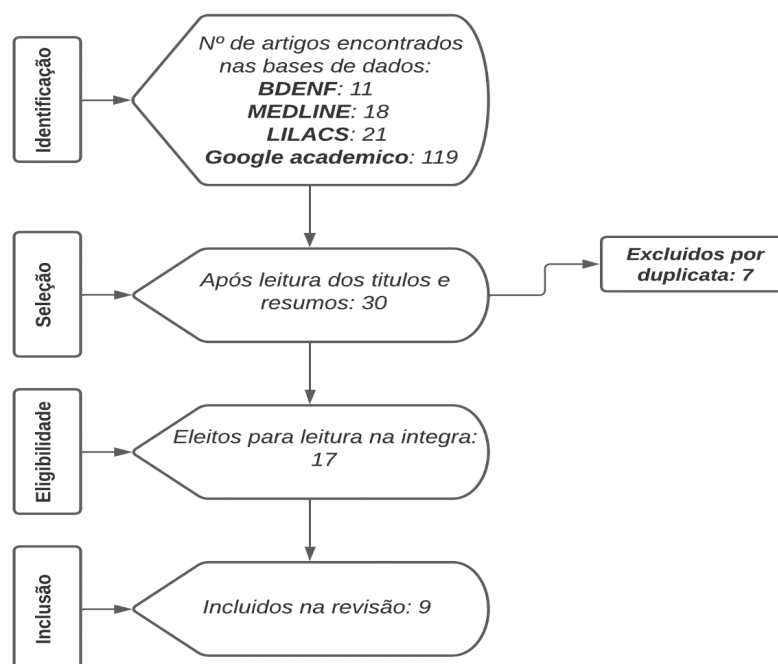 Identificação
Nº de artigos encontrados
nas bases de dados:
BDENF: 11
MEDLINE: 18
LILACS: 21
Google academico: 119
Seleção
Após leitura dos titulos e
resumos: 30
Excluidos por
duplicata: 7
Eligibilidade
Eleitos para leitura na integra:
17
Inclusão
Incluidos na revisão: 9